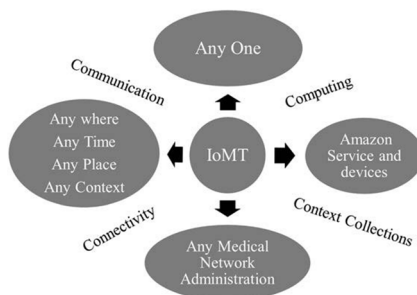 Any One
Communication
Computing
Any where
Any Time
Any Place
Any Context
IoMT
Amazon
Service and
devices
Connectivity
Context Collections
Any Medical
Network
Administration